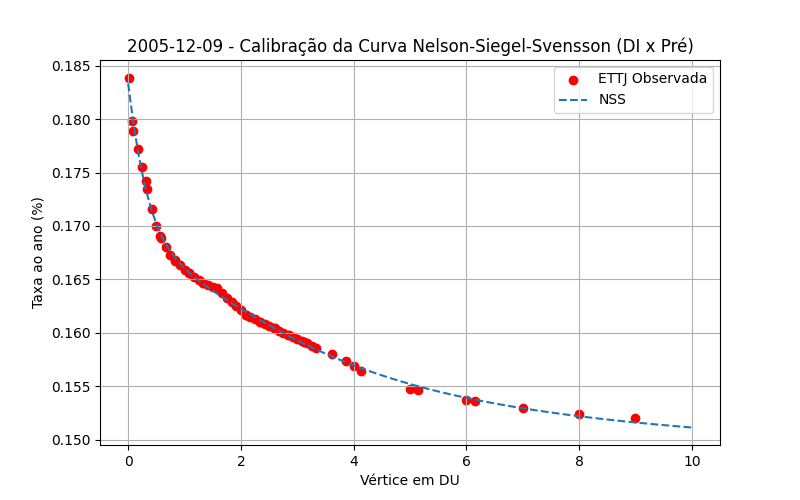 2005-12-09 - Calibração da Curva Nelson-Siegel-Svensson (DI x Pré)
ETTJ Observada
NSS
Taxa ao ano (%)
0.185
0.180
0.175
0.170
0.165
0.160
0.155
0.150
0 2 4 6 8 10
Vértice em DU